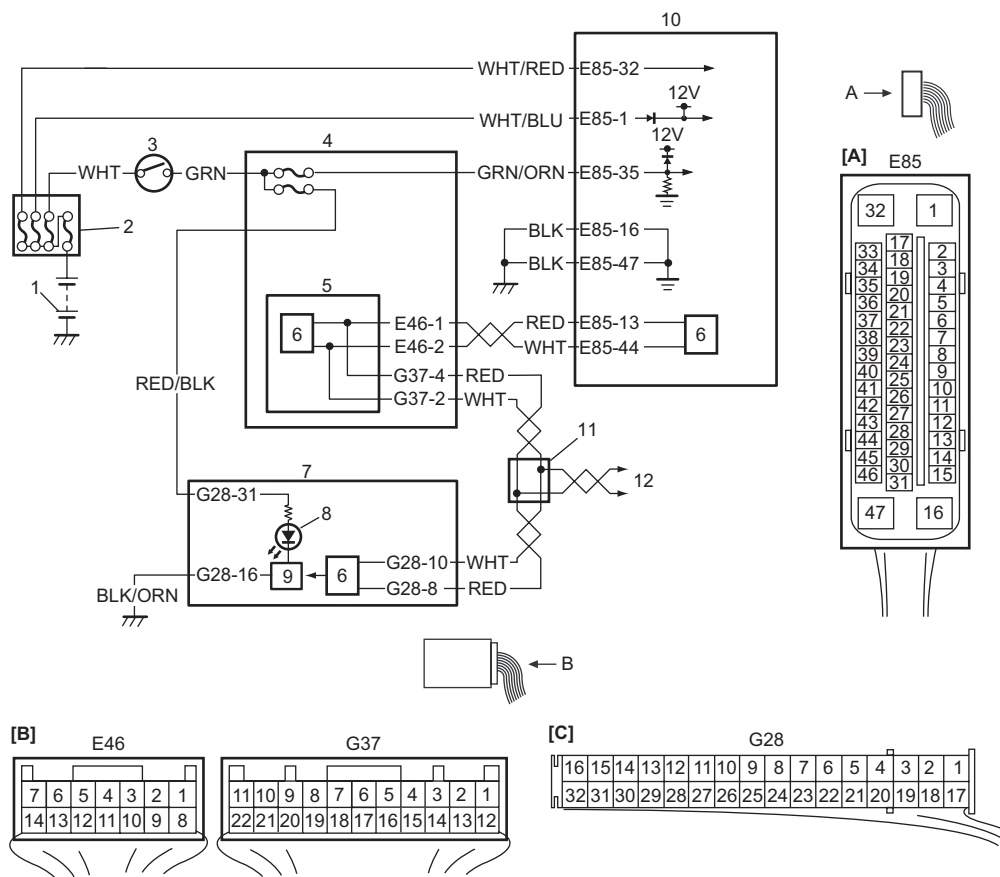 10
WHT/RED E85-32
12V
WHT/BLU E85-1
12V
3
4
WHT GRN
GRN/ORN E85-35
2
BLK E85-16
BLK E85-47
1
5
6
E46-1 RED E85-13
E46-2 WHT E85-44
6
G37-4 RED
G37-2 WHT
RED/BLK
11
12
7
G28-31
8
G28-10 WHT
G28-16 9 6
G28-8 RED
BLK/ORN
A
[A] E85
32 1
17
33 18 2
34 19 3
35 20 4
36 21 5
37 22 6
38 23 7
39 24 8
40 25 9
41 26 10
42 27 11
43 28 12
44 29 13
45 30 14
46 31 15
47 16
B
[B]
E46
7 6 5 4 3 2 1
14 13 12 11 10 9 8
G37
11 10 9 8 7 6 5 4 3 2 1
22 21 20 19 18 17 16 15 14 13 12
[C]
G28
16 15 14 13 12 11 10 9 8 7 6 5 4 3 2 1
32 31 30 29 28 27 26 25 24 23 22 21 20 19 18 17